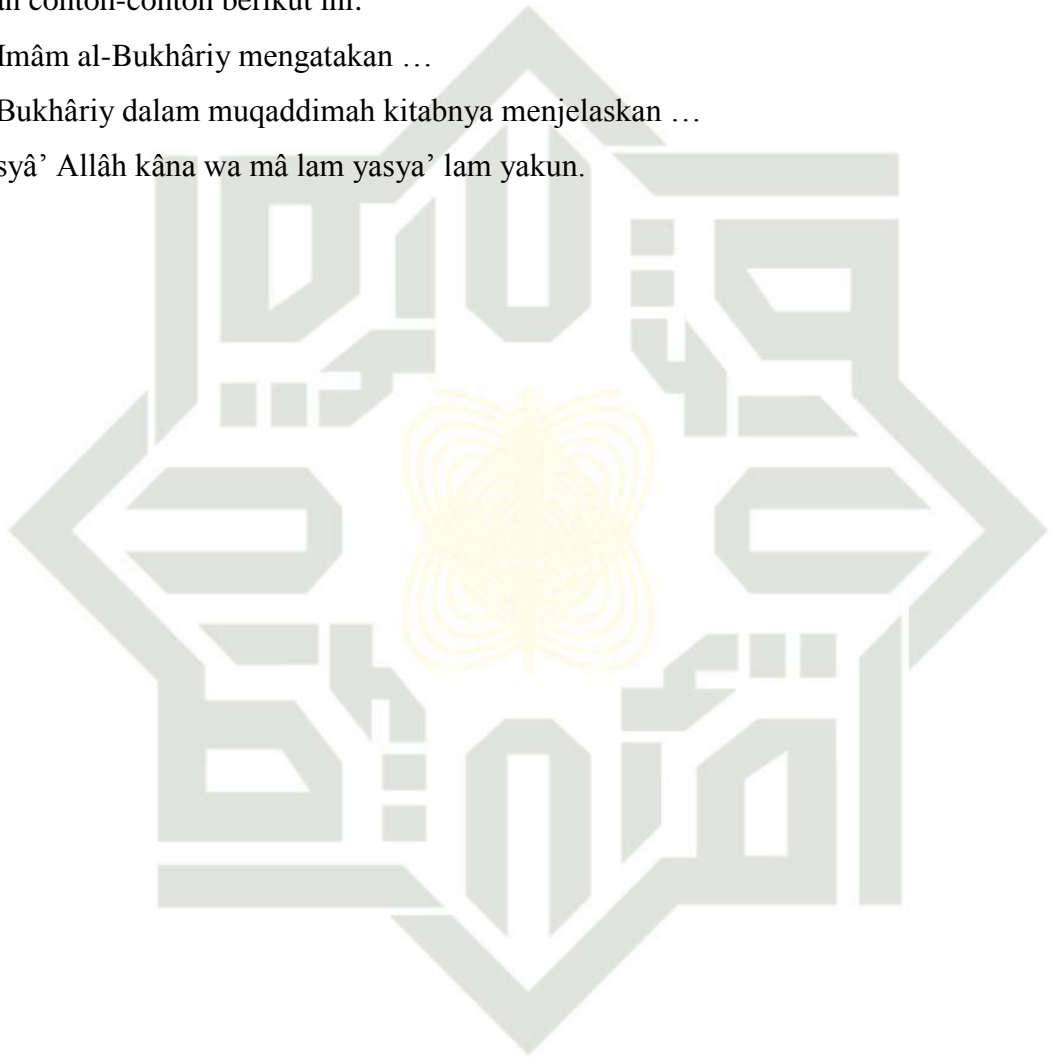 contoh-contoh berikut ini:
Imâm al-Bukhâriy mengatakan …
Bukhâriy dalam muqaddimah kitabnya menjelaskan …
syâ’ Allâh kâna wa mâ lam yasya’ lam yakun.